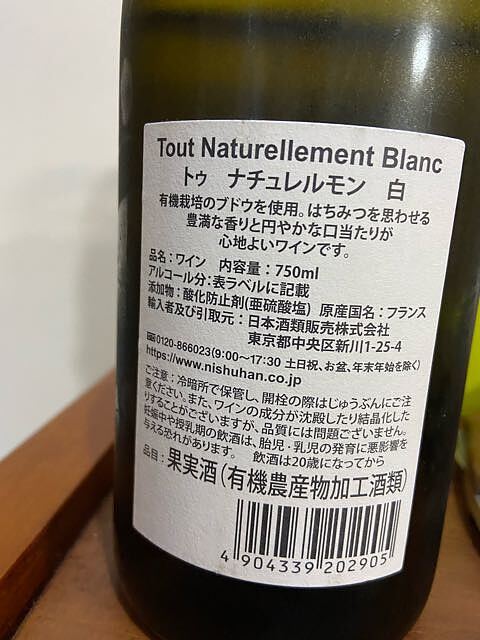 Tout Naturellement Blanc
トゥ ナチュレルモン 白
有機栽培のブドウを使用。はちみつを思わせる
豊満な香りと円やかな口当たりが
心地よいワインです。
品名：ワイン 内容量：750ml
アルコール分：表ラベルに記載
添加物：酸化防止剤(亜硫酸塩) 原産国名：フランス
輸入者及び引取先：日本酒類販売株式会社
東京都中央区新川1-25-4
0120-866023(9:00〜17:30 土日祝、お盆、年末年始を除く)
https://www.nishuhan.co.jp
ご注意：冷暗所で保管し、開栓の際はじゅうぶんにご注
意ください。また、ワインの成分が沈殿したり結晶化した
りすることがございますが、品質には問題ございません。
妊娠中や授乳期の飲酒は、胎児・乳児の発育に悪影響を
与える恐れがあります。 飲酒は20歳になってから
品目：果実酒(有機農産物加工酒類)
4 904339 202905